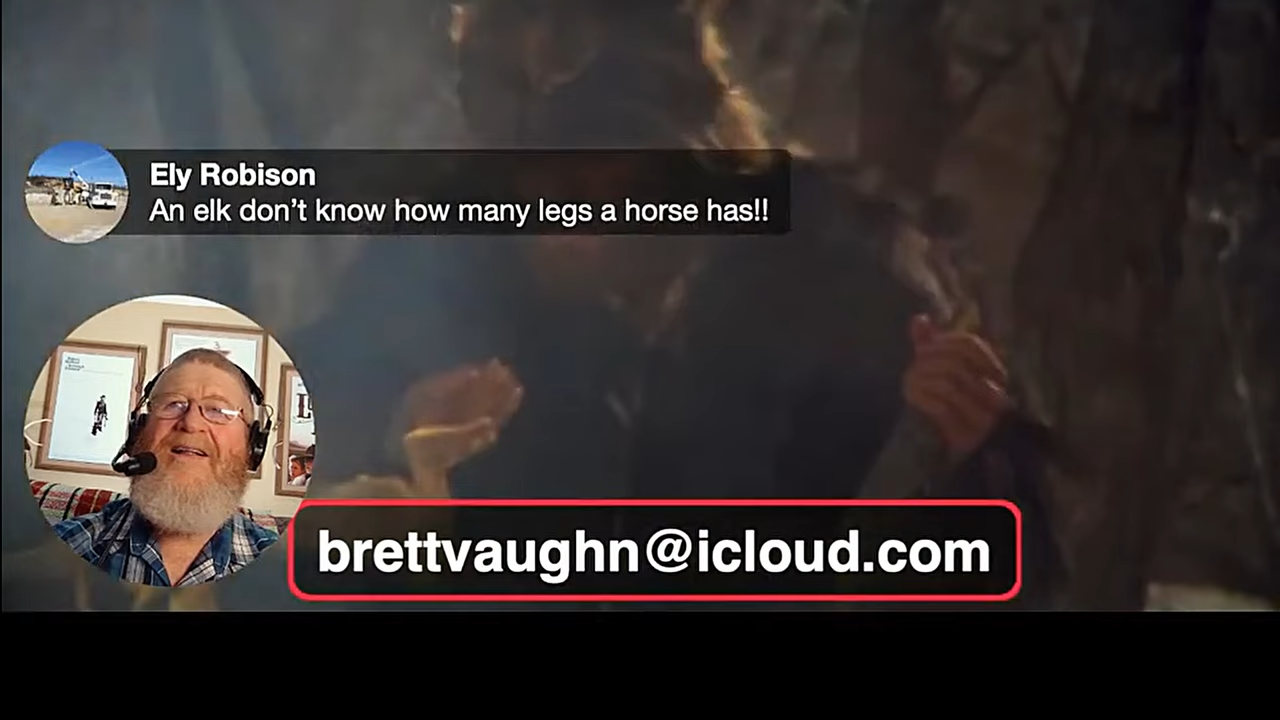 Ely Robison
An elk don’t know how many legs a horse has!!
brettvaughn@icloud.com